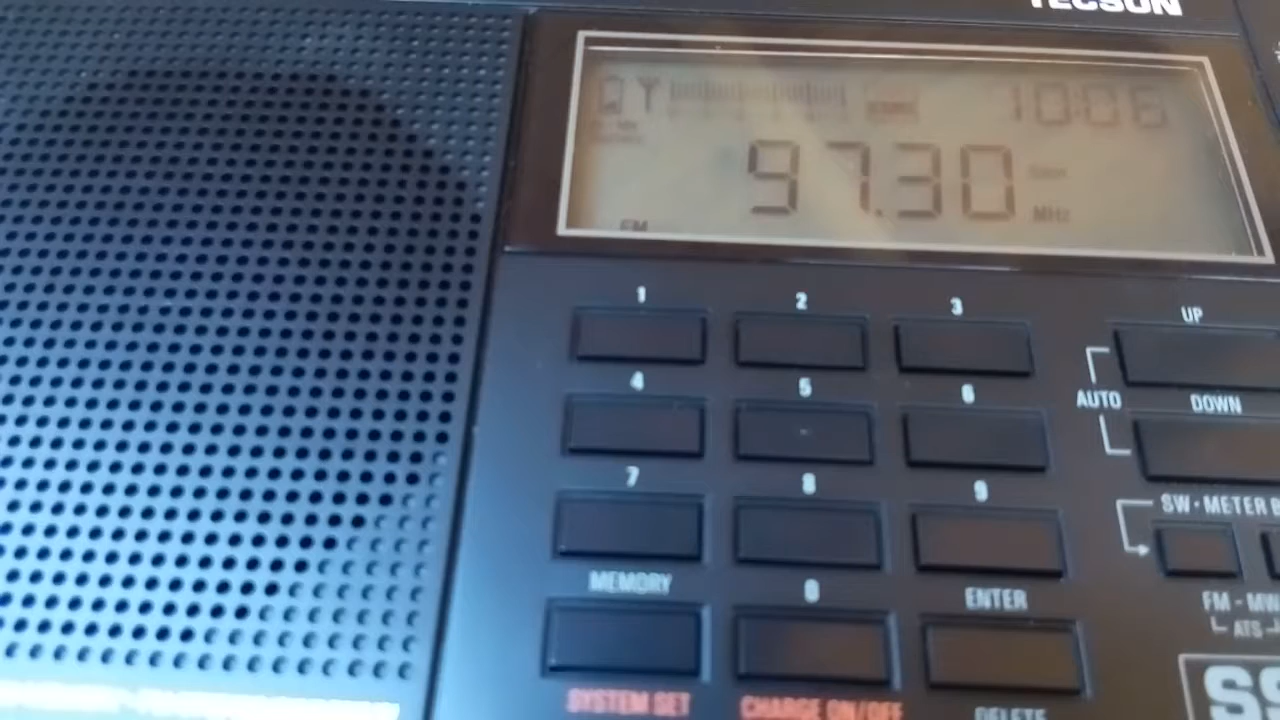 TECSUN
10:06
97.30 MHz
FM
1 2 3
UP
4 5 6
AUTO
DOWN
7 8 9
SW-METER
MEMORY 0 ENTER
FM - MW
ATS
SYSTEM SET CHARGE ON/OFF DELETE
SS